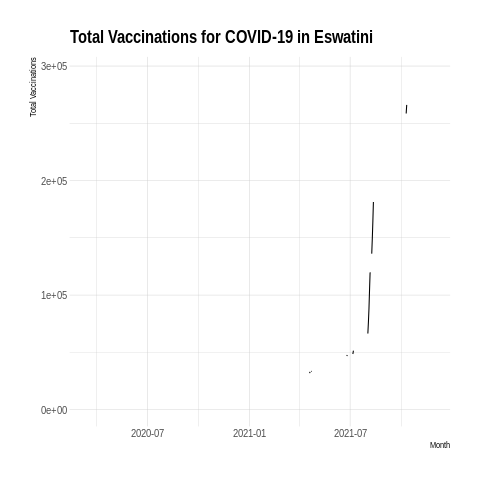 Total Vaccinations for COVID-19 in Eswatini
Total Vaccinations
3e+05
2e+05
1e+05
0e+00
2020-07 2021-01 2021-07
Month